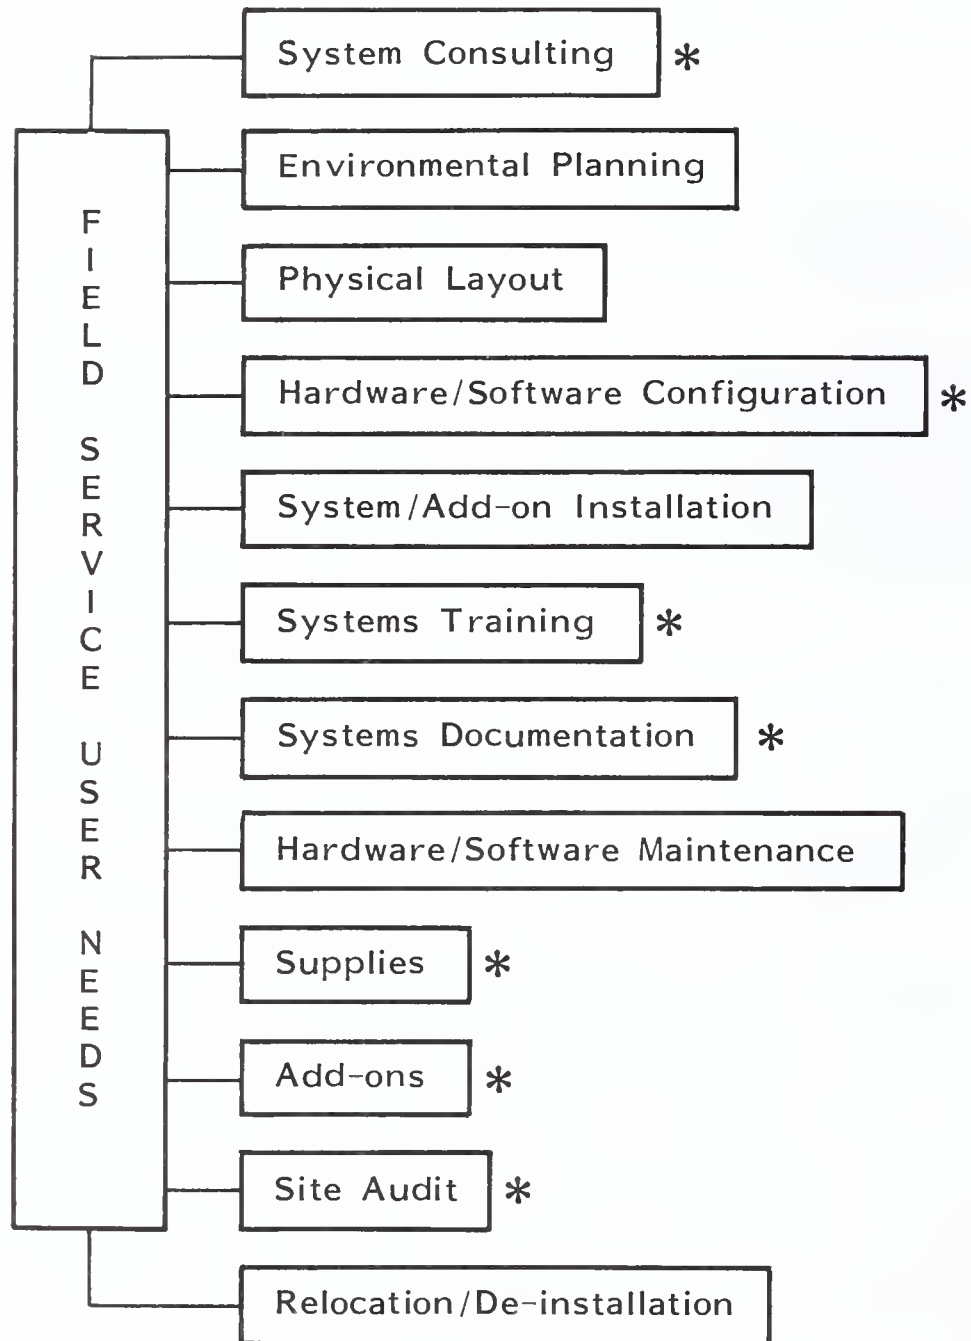 FIELD SERVICE USER NEEDS
System Consulting *
Environmental Planning
Physical Layout
Hardware/Software Configuration *
System/Add-on Installation
Systems Training *
Systems Documentation *
Hardware/Software Maintenance
Supplies *
Add-ons *
Site Audit *
Relocation/De-installation